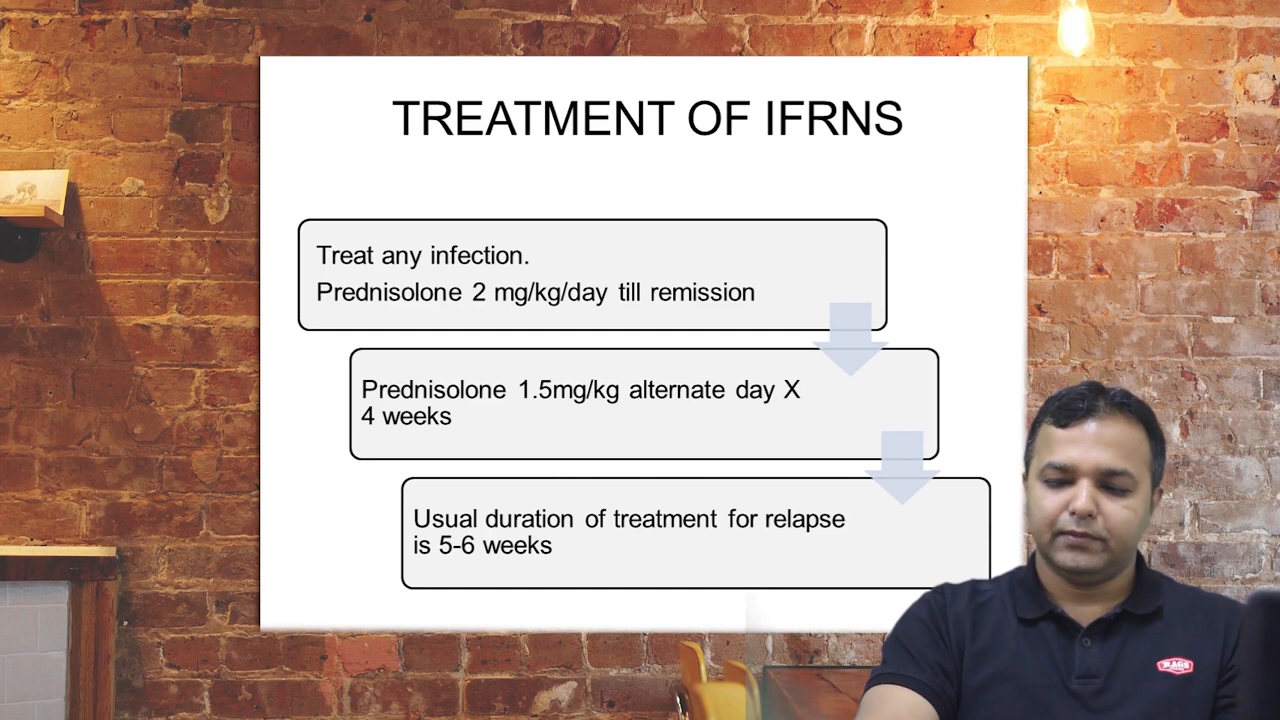 TREATMENT OF IFRNS
Treat any infection.
Prednisolone 2 mg/kg/day till remission
Prednisolone 1.5mg/kg alternate day X
4 weeks
Usual duration of treatment for relapse
is 5-6 weeks